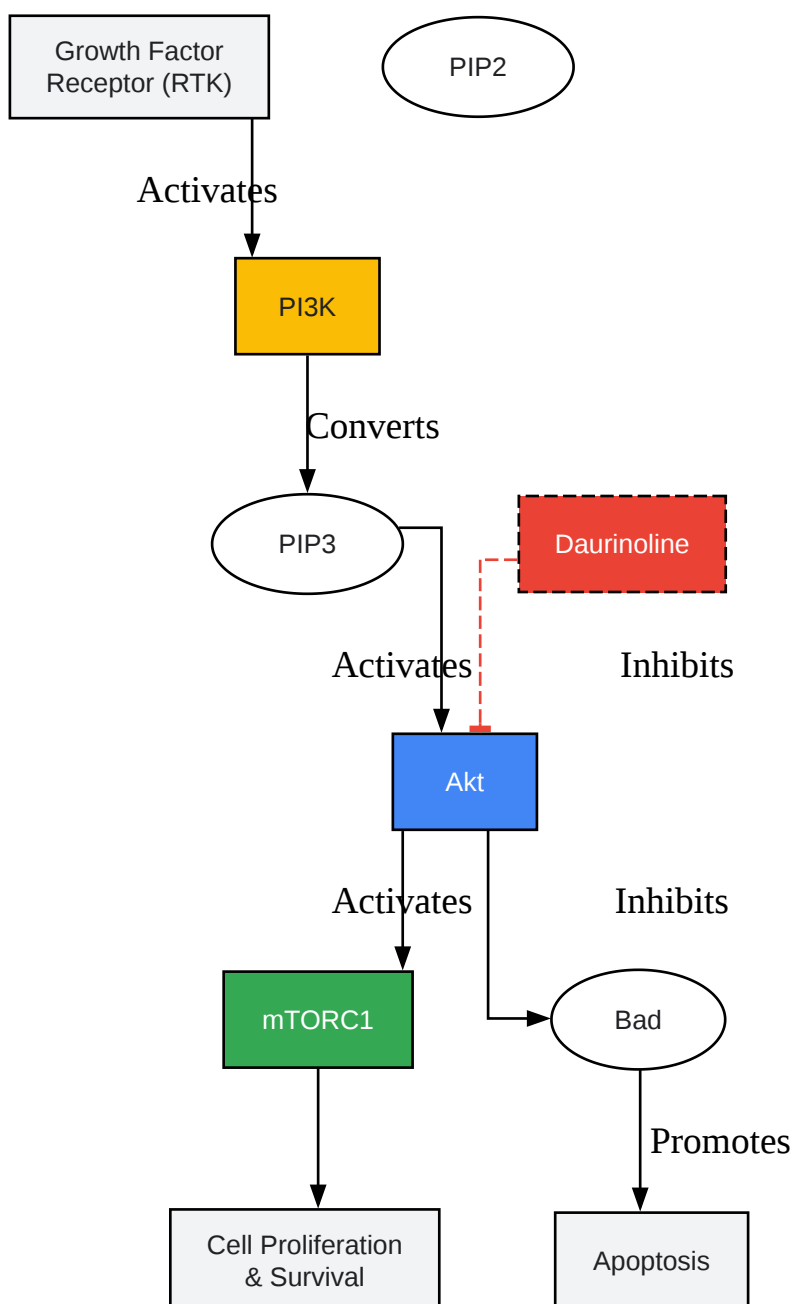 Growth Factor
Receptor (RTK)
PIP2
Activates
PI3K
Converts
PIP3
Daurinoline
Activates
Inhibits
Akt
Activates
Inhibits
mTORC1
Bad
Promotes
Cell Proliferation
& Survival
Apoptosis